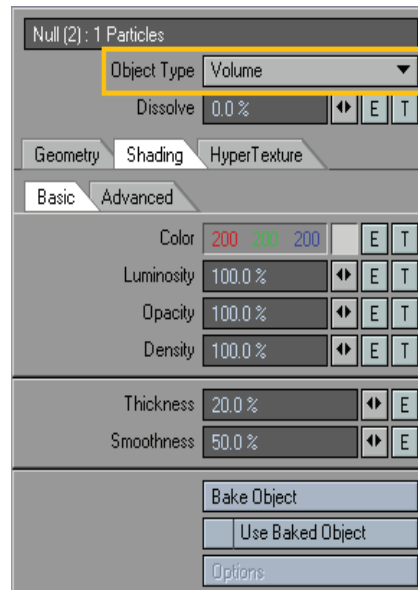 Null (2) : 1 Particles
Object Type Volume
Dissolve 0.0 % E T
Geometry Shading HyperTexture
Basic Advanced
Color 200 200 200 E T
Luminosity 100.0 % E T
Opacity 100.0 % E T
Density 100.0 % E T
Thickness 20.0 % E
Smoothness 50.0 % E
Bake Object
Use Baked Object
Options